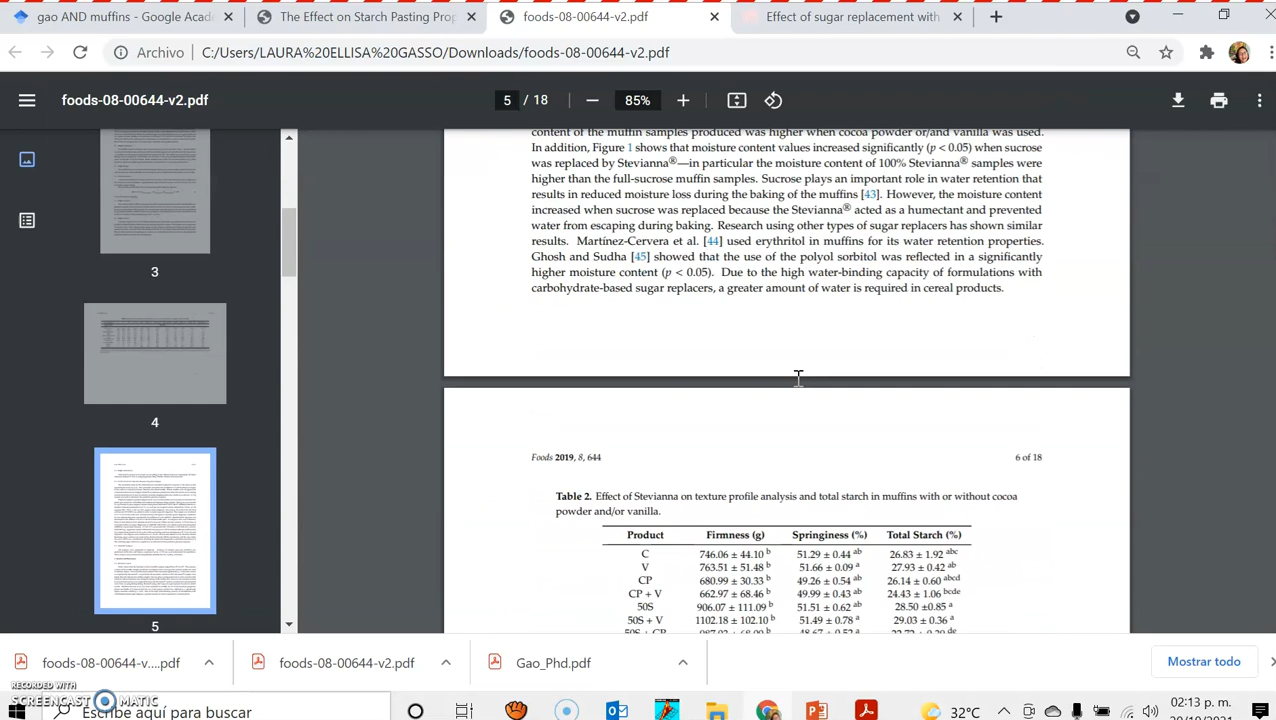 gao AND muffins - Google Acade
The Effect on Starch Pasting Prop
foods-08-00644-v2.pdf
Effect of sugar replacement with
Archivo
C:/Users/LAURA%20ELLISA%20GASSO/Downloads/foods-08-00644-v2.pdf
foods-08-00644-v2.pdf
5 / 18
85%
3
4
5
content of the muffin samples produced was higher when cocoa powder or/and vanilla was used.
In addition, Figure 1 shows that moisture content values increased significantly (p < 0.05) when sucrose
was replaced by Stevianna®—in particular the moisture content of 100% Stevianna® samples were
higher than the full-sucrose muffin samples. Sucrose plays an important role in water retention that
results in reduced moisture loss during the baking of the muffins [43]. However, the moisture content
increased when sucrose was replaced because the Stevianna® acted as a humectant and prevented
water from escaping during baking. Research using other types of sugar replacers has shown similar
results. Martínez-Cervera et al. [44] used erythritol in muffins for its water retention properties.
Ghosh and Sudha [45] showed that the use of the polyol sorbitol was reflected in a significantly
higher moisture content (p < 0.05). Due to the high water-binding capacity of formulations with
carbohydrate-based sugar replacers, a greater amount of water is required in cereal products.
Foods 2019, 8, 644
6 of 18
Table 2. Effect of Stevianna on texture profile analysis and total starch in muffins with or without cocoa
powder and/or vanilla.
Product Firmness (g) Springiness (%) Total Starch (%)
C 746.06 ± 44.10 b 51.29 ± 0.44 ab 26.83 ± 1.92 abc
V 763.51 ± 51.48 b 51.66 ± 0.09 a 27.93 ± 0.42 ab
CP 680.99 ± 30.33 b 49.26 ± 0.54 ab 26.14 ± 0.60 abcd
CP + V 662.97 ± 68.46 b 49.99 ± 0.43 ab 24.43 ± 1.06 bcde
50S 906.07 ± 111.09 b 51.51 ± 0.62 ab 28.50 ±0.85 a
50S + V 1102.18 ± 102.10 b 51.49 ± 0.78 a 29.03 ± 0.36 a
50S + CP
foods-08-00644-v....pdf
foods-08-00644-v2.pdf
Gao_Phd.pdf
Mostrar todo
RECORDED WITH
SCREENCAST MATIC
Escribe aquí para buscar
32°C
02:13 p. m.
20/10/2021